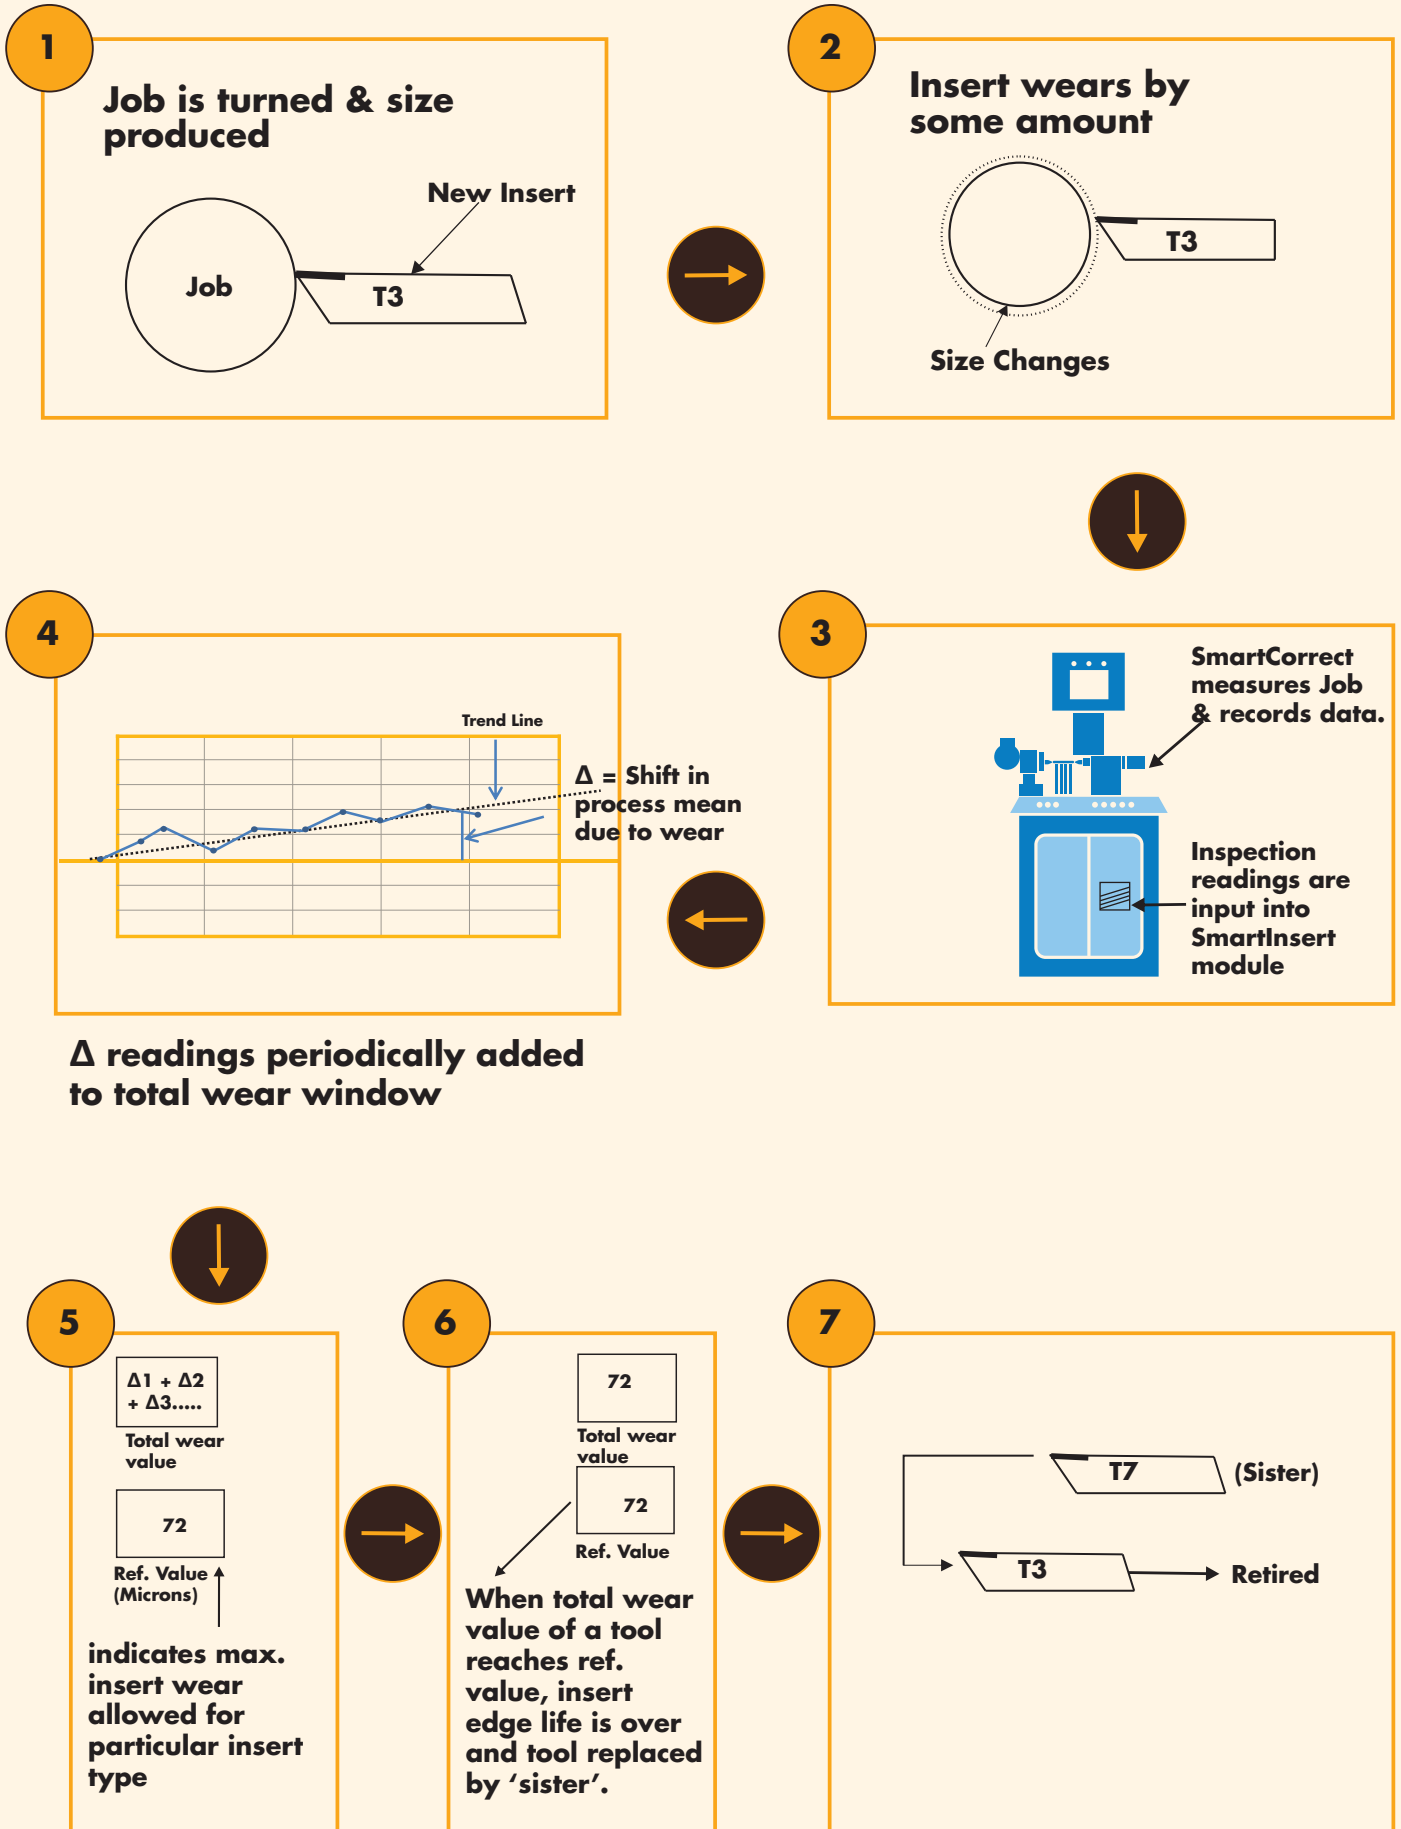 1
Job is turned & size
produced
New Insert
Job
T3
2
Insert wears by
some amount
T3
Size Changes
3
SmartCorrect
measures Job
& records data.
Inspection
readings are
input into
SmartInsert
module
4
Trend Line
Δ = Shift in
process mean
due to wear
Δ readings periodically added
to total wear window
5
Δ1 + Δ2
+ Δ3.....
Total wear
value
72
Ref. Value
(Microns)
indicates max.
insert wear
allowed for
particular insert
type
6
72
Total wear
value
72
Ref. Value
When total wear
value of a tool
reaches ref.
value, insert
edge life is over
and tool replaced
by ‘sister’.
7
T7
(Sister)
T3
Retired